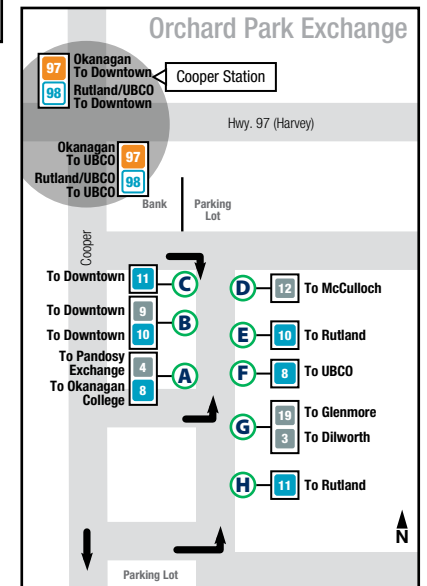 Orchard Park Exchange
97
Okanagan
To Downtown
98
Rutland/UBCO
To Downtown
Cooper Station
Hwy. 97 (Harvey)
Okanagan
To UBCO
97
Rutland/UBCO
To UBCO
98
Bank
Parking
Lot
Cooper
To Downtown 11 C
To Downtown 9
To Downtown 10
B
To Pandosy
Exchange
4
To Okanagan
College
8
A
D 12 To McCulloch
E 10 To Rutland
F 8 To UBCO
G
19 To Glenmore
3 To Dilworth
H 11 To Rutland
N
Parking Lot